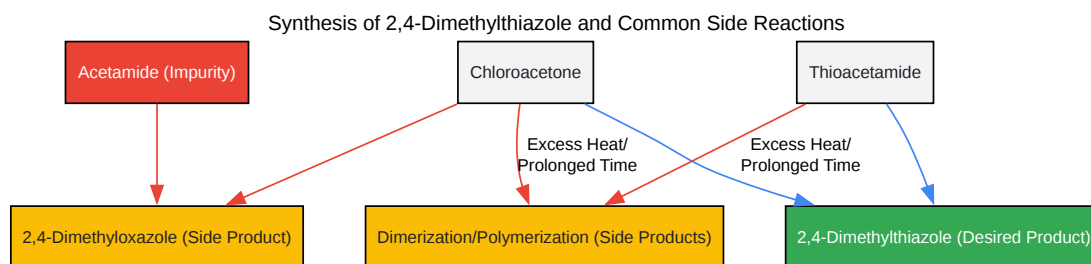 Synthesis of 2,4-Dimethylthiazole and Common Side Reactions
Acetamide (Impurity)
Chloroacetone
Thioacetamide
Excess Heat/
Prolonged Time
Excess Heat/
Prolonged Time
2,4-Dimethyloxazole (Side Product)
Dimerization/Polymerization (Side Products)
2,4-Dimethylthiazole (Desired Product)